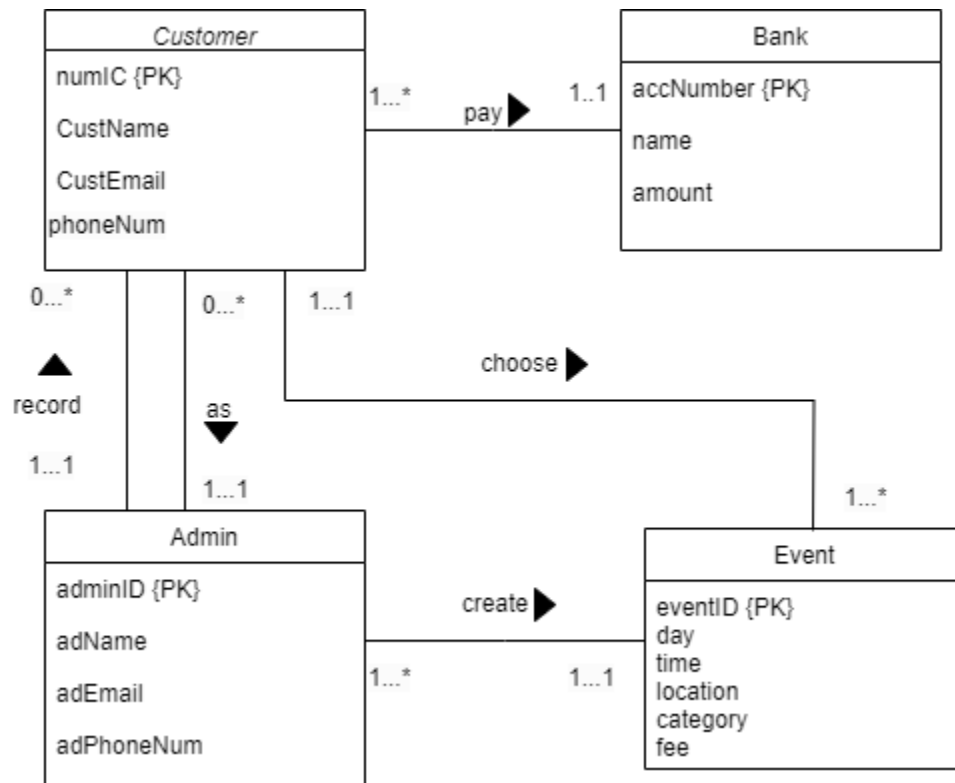 Customer
numIC {PK}
CustName
CustEmail
phoneNum
1...*
pay
1..1
Bank
accNumber {PK}
name
amount
0...*
0...*
1...1
record
as
choose
1...1
1...1
1...*
Admin
adminID {PK}
adName
adEmail
adPhoneNum
create
1...*
1...1
Event
eventID {PK}
day
time
location
category
fee